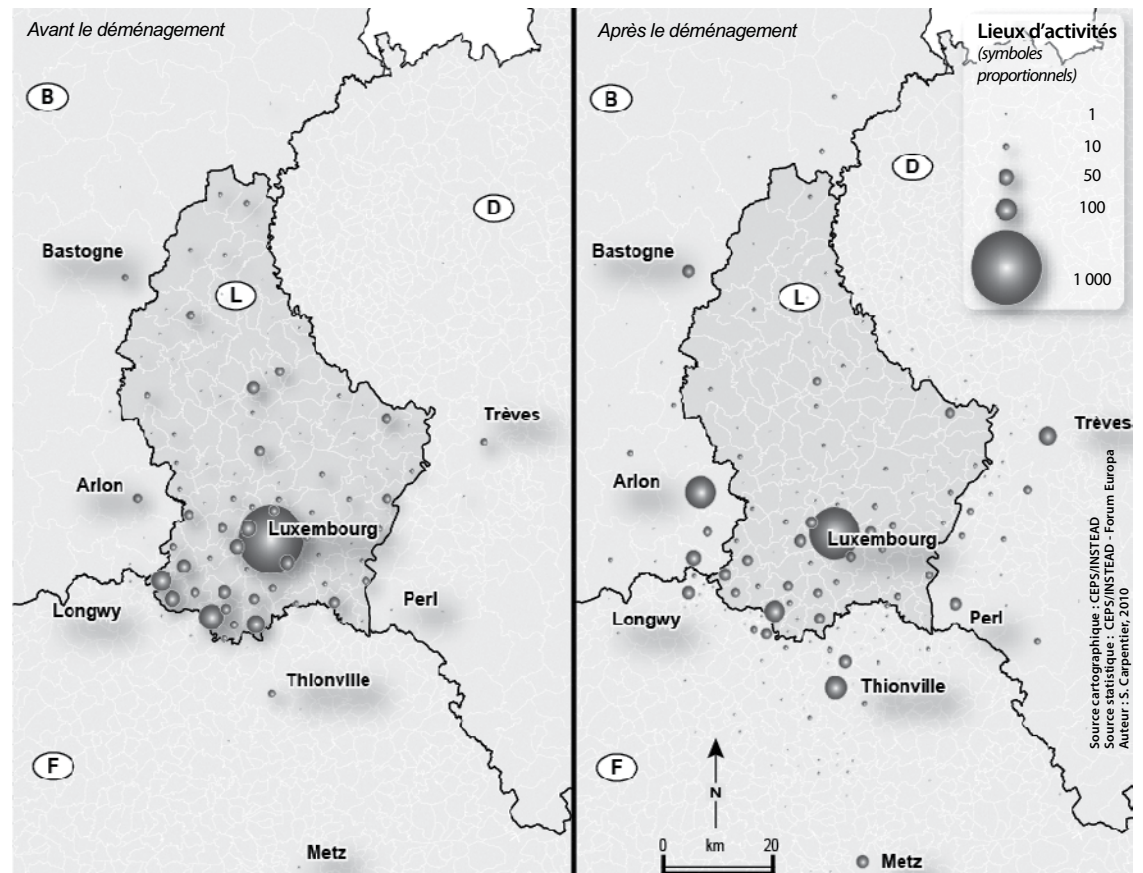 Avant le déménagement
B
D
Bastogne
L
Trèves
Arlon
Luxembourg
Longwy
Perl
Thionville
F
Metz
Après le déménagement
Lieux d'activités
(symboles
proportionnels)
1
10
50
100
1 000
B
D
Bastogne
L
Trèves
Arlon
Luxembourg
Longwy
Perl
Thionville
F
N
km
0 20
Metz
Source cartographique : CEPS/INSTEAD
Source statistique : CEPS/INSTEAD - Forum Europa
Auteur : S. Carpentier, 2010